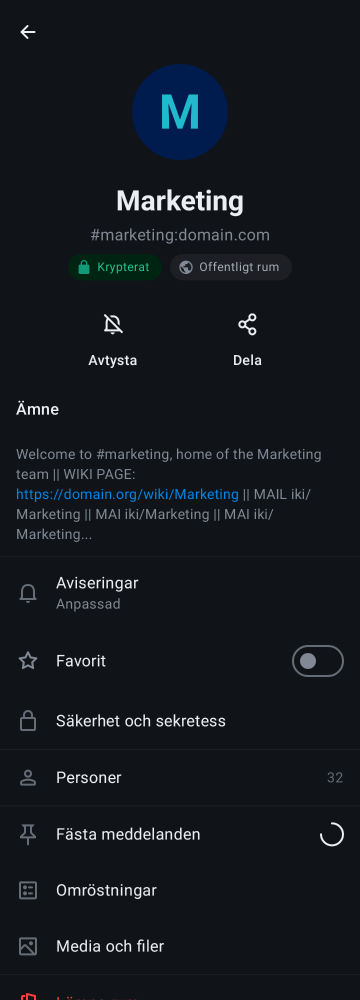 M
Marketing
#marketing:domain.com
Krypterat
Offentligt rum
Avtysta
Dela
Ämne
Welcome to #marketing, home of the Marketing
team || WIKI PAGE:
https://domain.org/wiki/Marketing || MAIL iki/
Marketing || MAI iki/Marketing || MAI iki/
Marketing...
Aviseringar
Anpassad
Favorit
Säkerhet och sekretess
Personer 32
Fästa meddelanden
Omröstningar
Media och filer